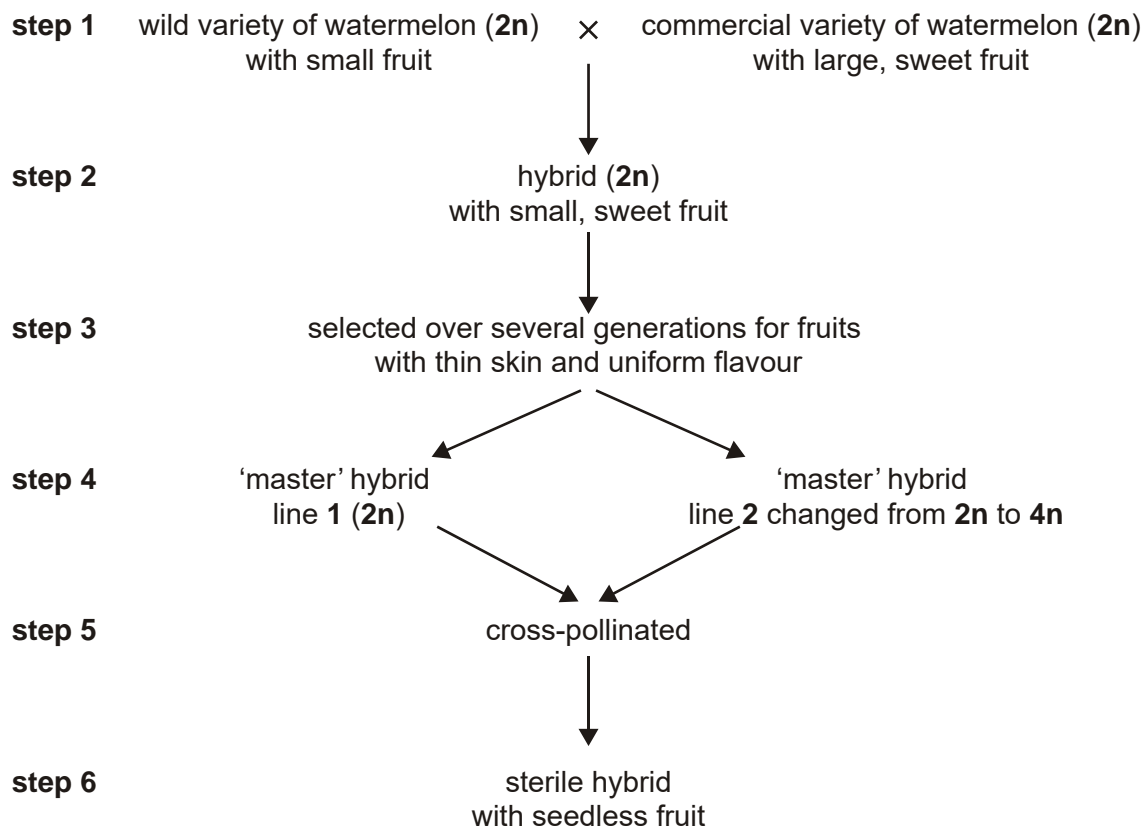 step 1 wild variety of watermelon (2n) × commercial variety of watermelon (2n)
with small fruit with large, sweet fruit
step 2 hybrid (2n)
with small, sweet fruit
step 3 selected over several generations for fruits
with thin skin and uniform flavour
step 4 ‘master’ hybrid ‘master’ hybrid
line 1 (2n) line 2 changed from 2n to 4n
step 5 cross-pollinated
step 6 sterile hybrid
with seedless fruit